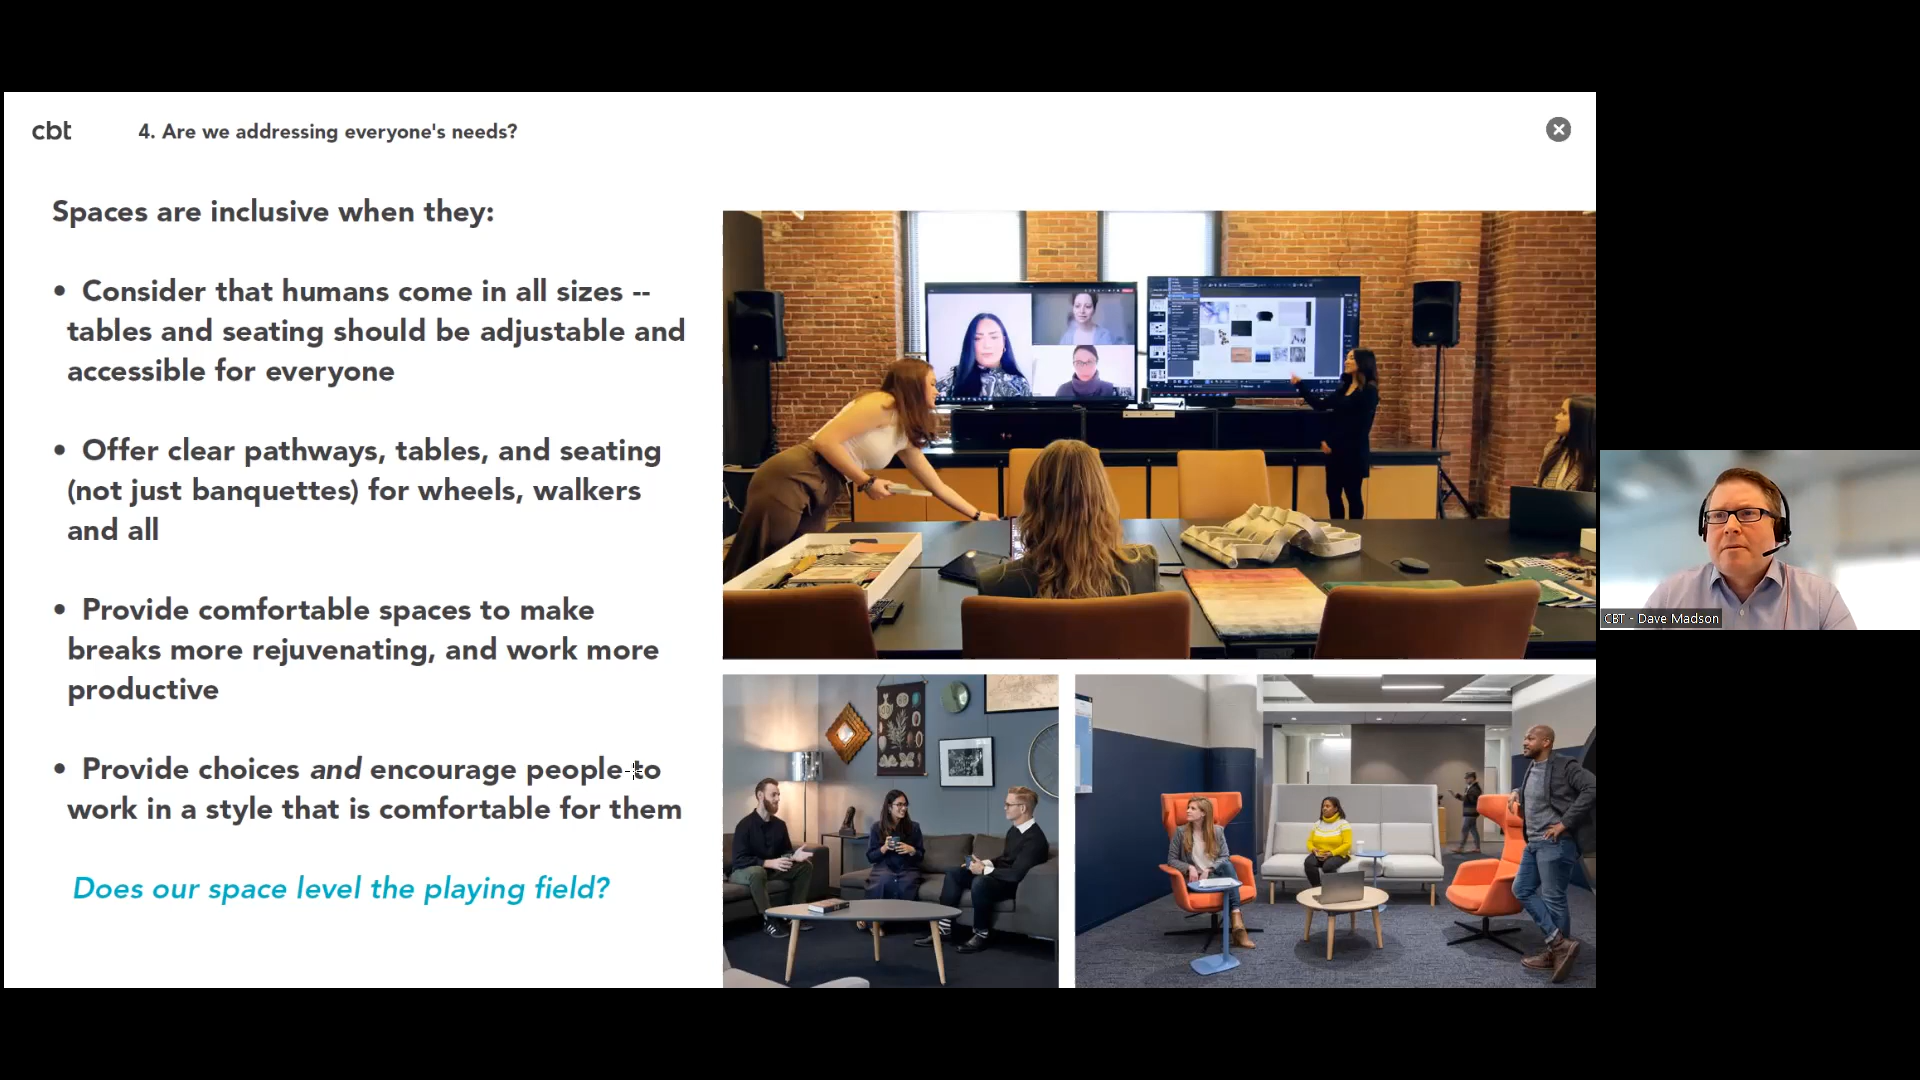 cbt
4. Are we addressing everyone's needs?
Spaces are inclusive when they:
• Consider that humans come in all sizes --
tables and seating should be adjustable and
accessible for everyone
• Offer clear pathways, tables, and seating
(not just banquettes) for wheels, walkers
and all
• Provide comfortable spaces to make
breaks more rejuvenating, and work more
productive
• Provide choices and encourage people to
work in a style that is comfortable for them
Does our space level the playing field?
CBT - Dave Madson